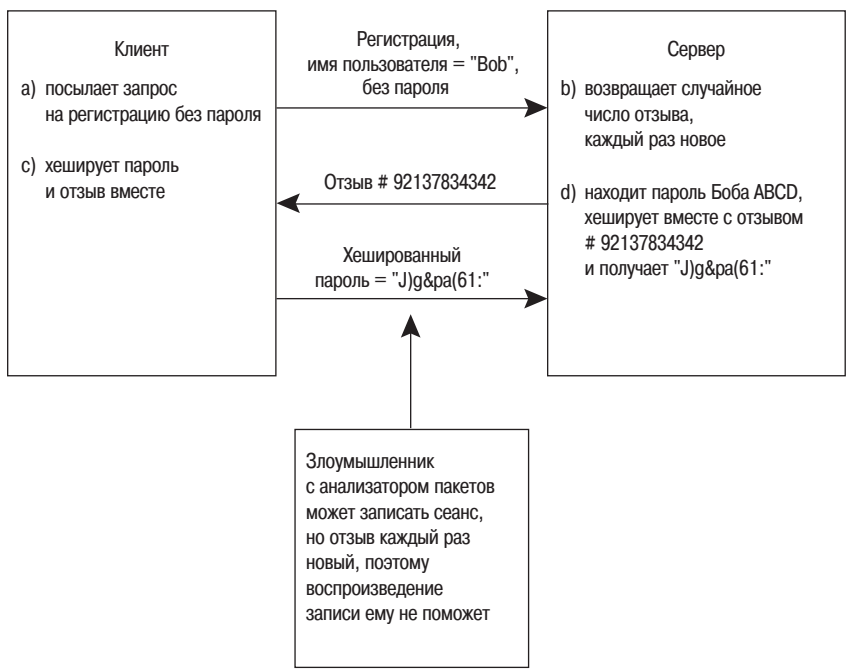 Клиент
а) посылает запрос
на регистрацию без пароля
c) хеширует пароль
и отзыв вместе
Регистрация,
имя пользователя = "Bob",
без пароля
Отзыв # 92137834342
Хешированный
пароль = "J)g&pa(61:"
Сервер
b) возвращает случайное
число отзыва,
каждый раз новое
d) находит пароль Боба ABCD,
хеширует вместе с отзывом
# 92137834342
и получает "J)g&pa(61:"
Злоумышленник
с анализатором пакетов
может записать сеанс,
но отзыв каждый раз
новый, поэтому
воспроизведение
записи ему не поможет